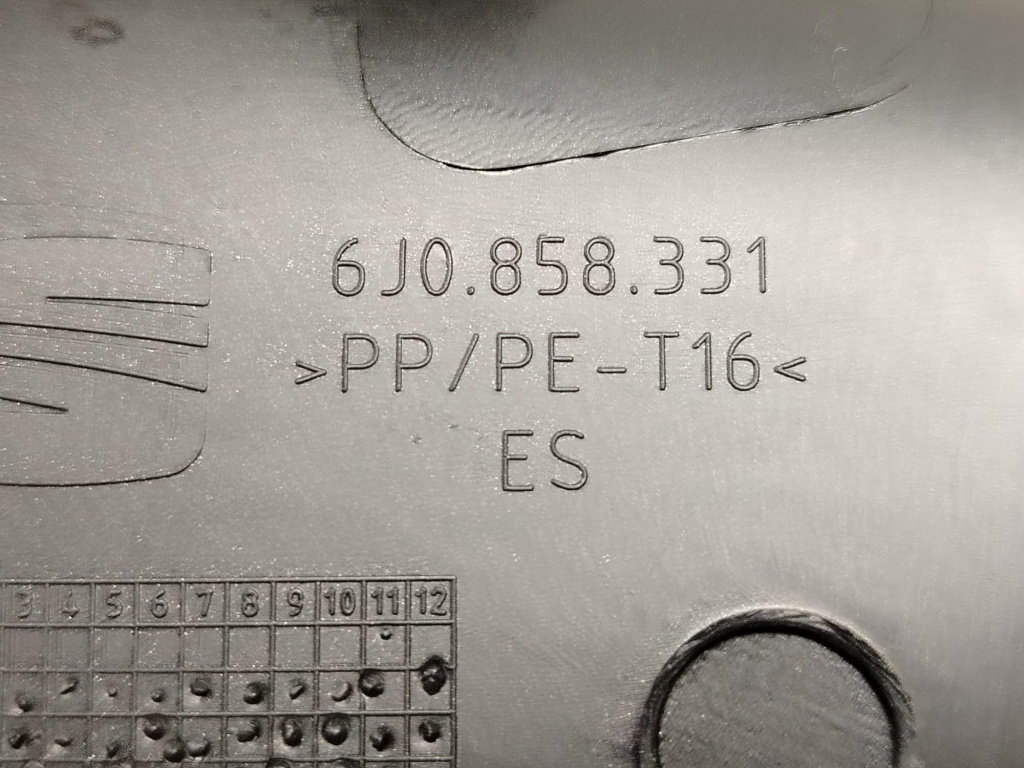 6J0.858.331
>PP/PE-T16<
ES
3 4 5 6 7 8 9 10 11 12